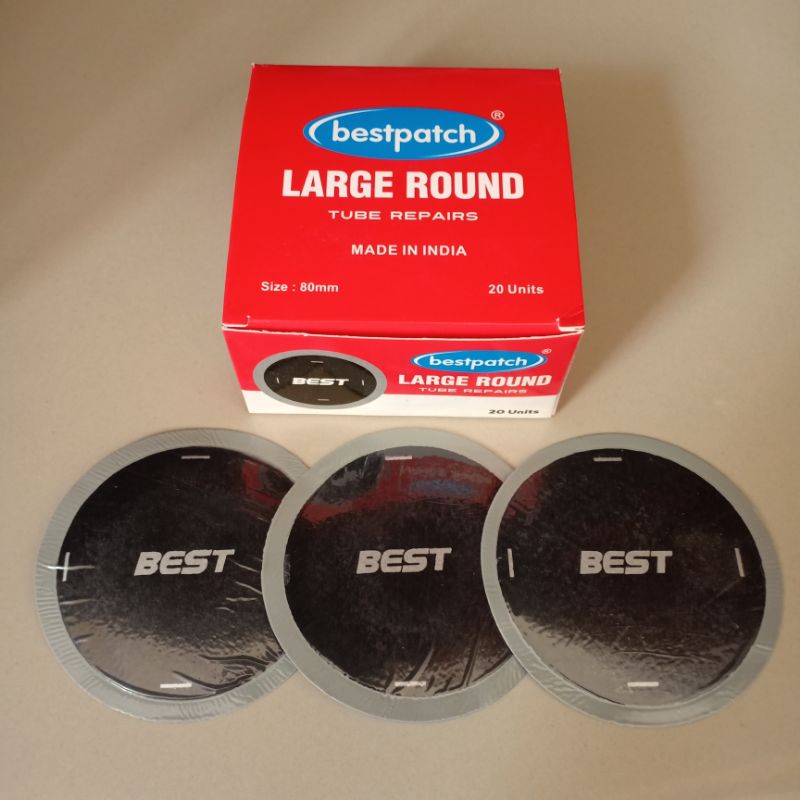 bestpatch®
LARGE ROUND
TUBE REPAIRS
MADE IN INDIA
Size : 80mm 20 Units
BEST
bestpatch®
LARGE ROUND
TUBE REPAIRS
20 Units
BEST BEST BEST